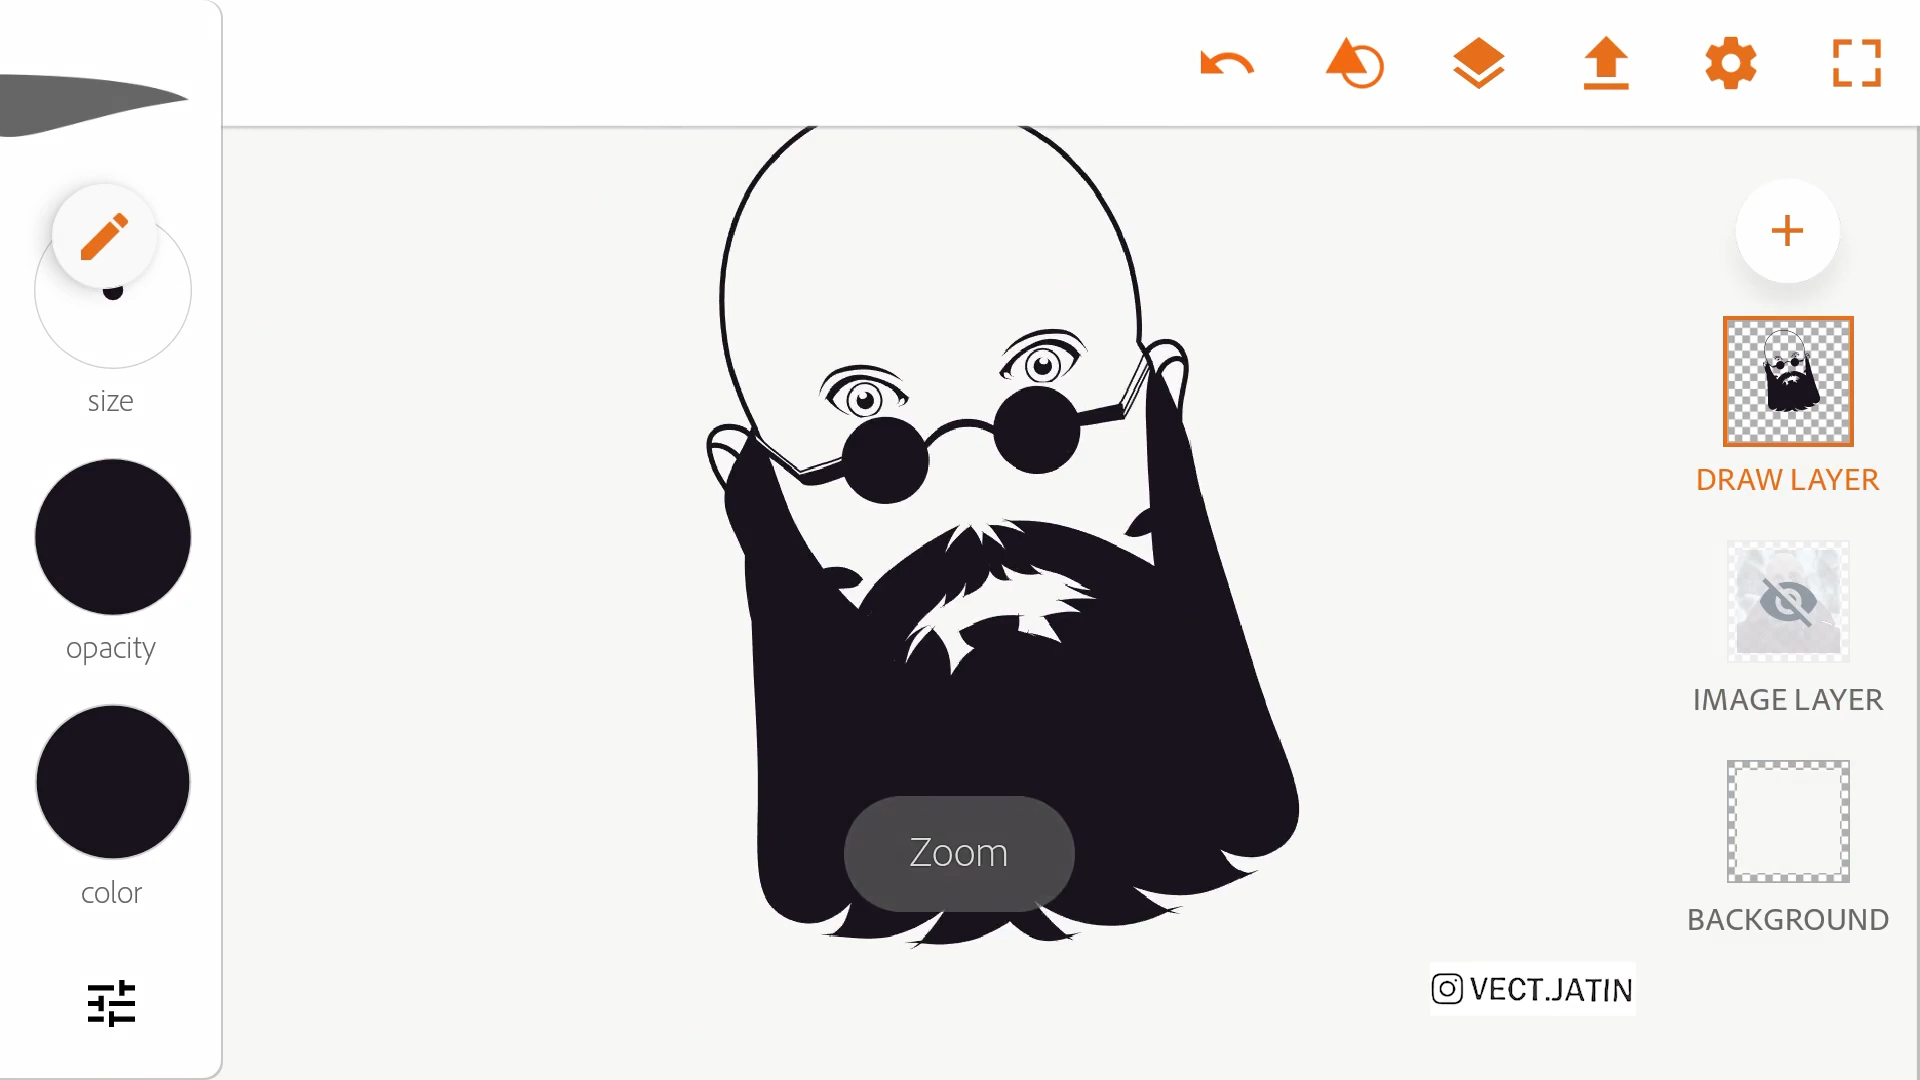 size
opacity
color
Zoom
DRAW LAYER
IMAGE LAYER
BACKGROUND
VECT.JATIN